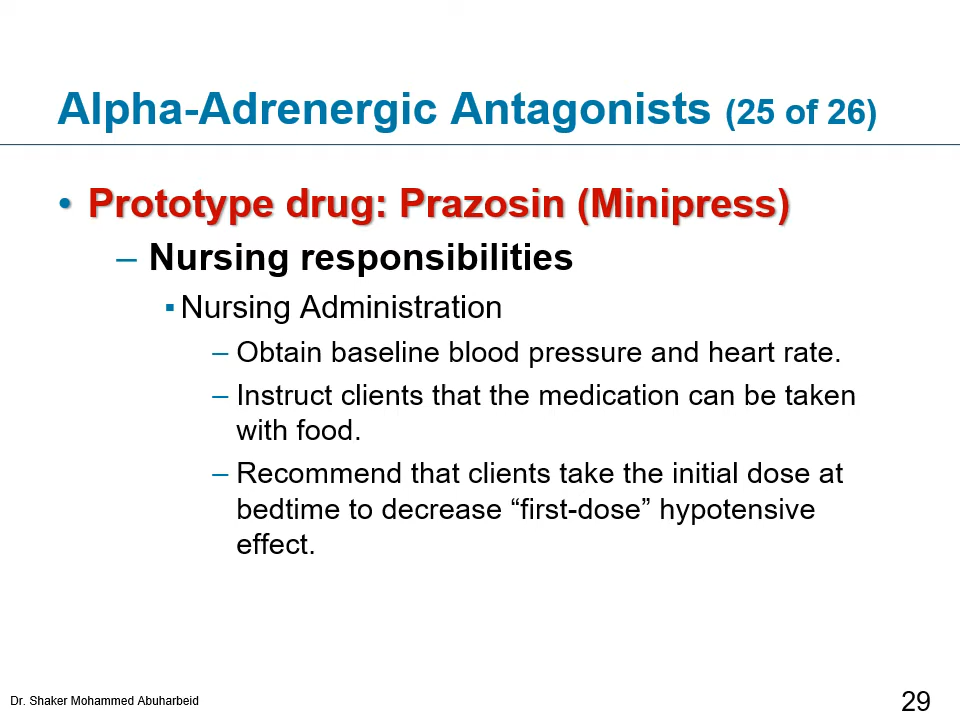 Alpha-Adrenergic Antagonists (25 of 26)
• Prototype drug: Prazosin (Minipress)
– Nursing responsibilities
▪ Nursing Administration
– Obtain baseline blood pressure and heart rate.
– Instruct clients that the medication can be taken
with food.
– Recommend that clients take the initial dose at
bedtime to decrease “first-dose” hypotensive
effect.
Dr. Shaker Mohammed Abuharbeid
29